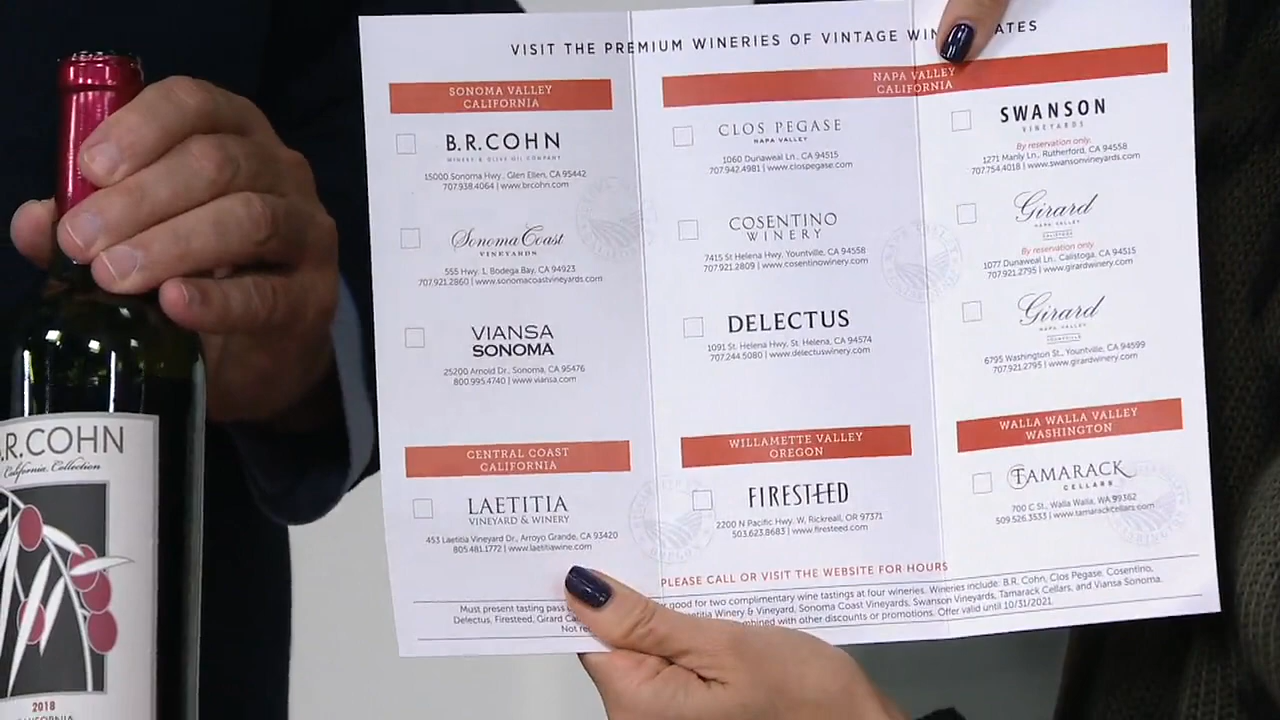 VISIT THE PREMIUM WINERIES OF VINTAGE WIN ATES
SONOMA VALLEY
CALIFORNIA
B.R.COHN
WINERY & OLIVE OIL COMPANY
15000 Sonoma Hwy., Glen Ellen, CA 95442
707.938.4064 | www.brcohn.com
Sonoma Coast
VINEYARDS
555 Hwy. 1, Bodega Bay, CA 94923
707.921.2860 | www.sonomacoastvineyards.com
VIANSA
SONOMA
25200 Arnold Dr., Sonoma, CA 95476
800.995.4740 | www.viansa.com
NAPA VALLEY
CALIFORNIA
CLOS PEGASE
NAPA VALLEY
1060 Dunaweal Ln., CA 94515
707.942.4981 | www.clospegase.com
COSENTINO
WINERY
7415 St Helena Hwy, Yountville, CA 94558
707.921.2809 | www.cosentinowinery.com
DELECTUS
1091 St. Helena Hwy, St. Helena, CA 94574
707.244.5080 | www.delectuswinery.com
SWANSON
VINEYARDS
By reservation only.
1271 Manly Ln., Rutherford, CA 94558
707.754.4018 | www.swansonvineyards.com
Girard
NAPA VALLEY
CALISTOGA
By reservation only.
1077 Dunaweal Ln., Calistoga, CA 94515
707.921.2795 | www.girardwinery.com
Girard
NAPA VALLEY
YOUNTVILLE
6795 Washington St., Yountville, CA 94599
707.921.2795 | www.girardwinery.com
CENTRAL COAST
CALIFORNIA
LAETITIA
VINEYARD & WINERY
453 Laetitia Vineyard Dr., Arroyo Grande, CA 93420
805.481.1772 | www.laetitiawine.com
WILLAMETTE VALLEY
OREGON
FIRESTEED
2200 N Pacific Hwy. W, Rickreall, OR 97371
503.623.8683 | www.firesteed.com
WALLA WALLA VALLEY
WASHINGTON
TAMARACK
CELLARS
700 C St., Walla Walla, WA 99362
509.526.3533 | www.tamarackcellars.com
PLEASE CALL OR VISIT THE WEBSITE FOR HOURS
Must present tasting pass good for two complimentary wine tastings at four wineries. Wineries include: B.R. Cohn, Clos Pegase, Cosentino,
Delectus, Firesteed, Girard Winery & Vineyard, Sonoma Coast Vineyards, Swanson Vineyards, Tamarack Cellars, and Viansa Sonoma.
Not with other discounts or promotions. Offer valid until 10/31/2021.
.R.COHN
California Collection
2018